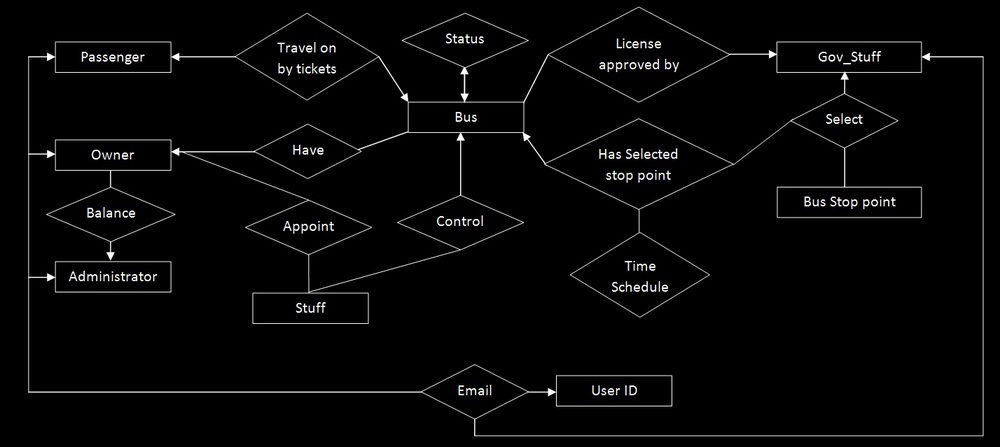 Passenger
Travel on
by tickets
Status
License
approved by
Gov_Stuff
Bus
Select
Owner
Have
Has Selected
stop point
Bus Stop point
Balance
Appoint
Control
Administrator
Time
Schedule
Stuff
Email
User ID